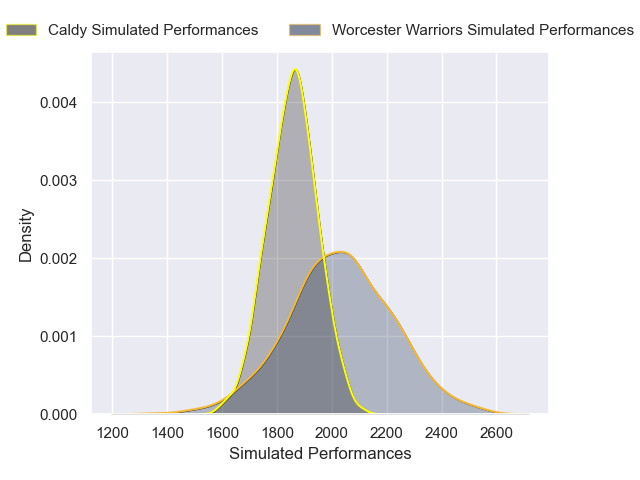 Caldy Simulated Performances
Worcester Warriors Simulated Performances
0.004
0.003
0.002
0.001
0.000
Density
1200 1400 1600 1800 2000 2200 2400 2600
Simulated Performances